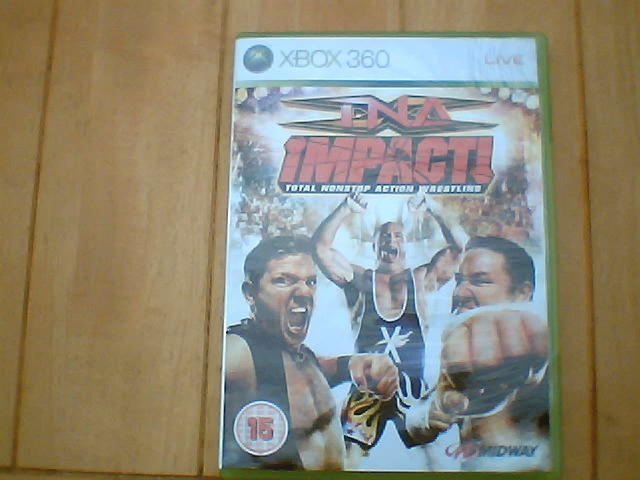 XBOX 360
LIVE
TNA
iMPACT!
TOTAL NONSTOP ACTION WRESTLING
15
MIDWAY